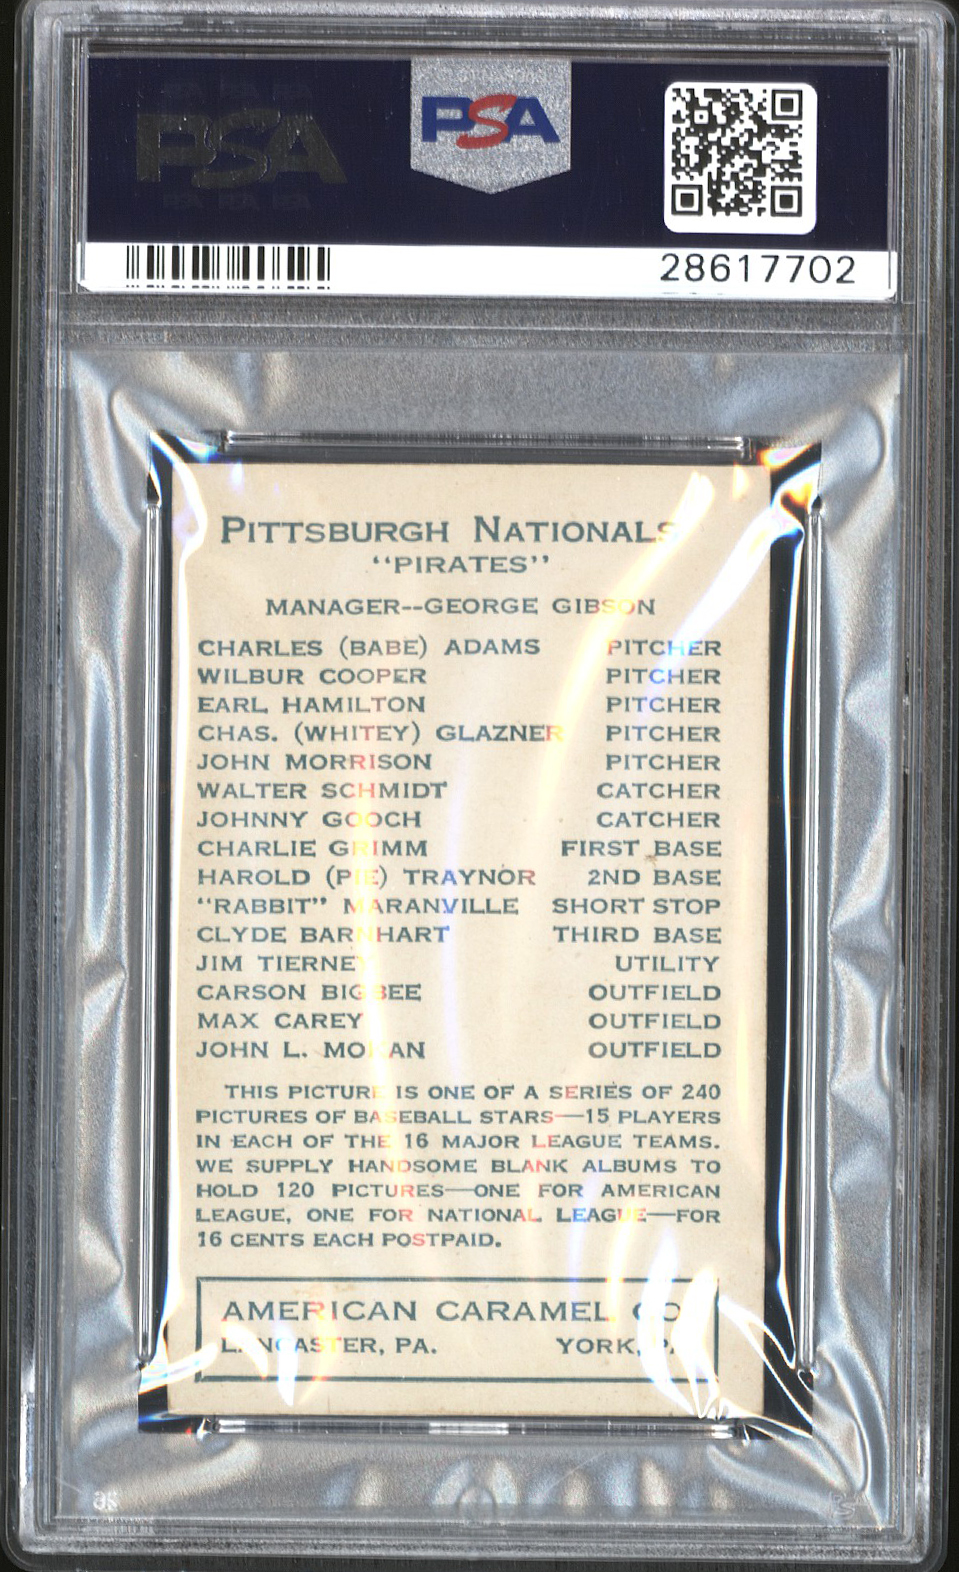 PSA
PSA
28617702
PITTSBURGH NATIONALS
“PIRATES”
MANAGER--GEORGE GIBSON
CHARLES (BABE) ADAMS PITCHER
WILBUR COOPER PITCHER
EARL HAMILTON PITCHER
CHAS. (WHITEY) GLAZNER PITCHER
JOHN MORRISON PITCHER
WALTER SCHMIDT CATCHER
JOHNNY GOOCH CATCHER
CHARLIE GRIMM FIRST BASE
HAROLD (PIE) TRAYNOR 2ND BASE
“RABBIT” MARANVILLE SHORT STOP
CLYDE BARNHART THIRD BASE
JIM TIERNEY UTILITY
CARSON BIGBEE OUTFIELD
MAX CAREY OUTFIELD
JOHN L. MOKAN OUTFIELD
THIS PICTURE IS ONE OF A SERIES OF 240
PICTURES OF BASEBALL STARS—15 PLAYERS
IN EACH OF THE 16 MAJOR LEAGUE TEAMS.
WE SUPPLY HANDSOME BLANK ALBUMS TO
HOLD 120 PICTURES—ONE FOR AMERICAN
LEAGUE, ONE FOR NATIONAL LEAGUE—FOR
16 CENTS EACH POSTPAID.
AMERICAN CARAMEL CO.
LANCASTER, PA. YORK, PA.